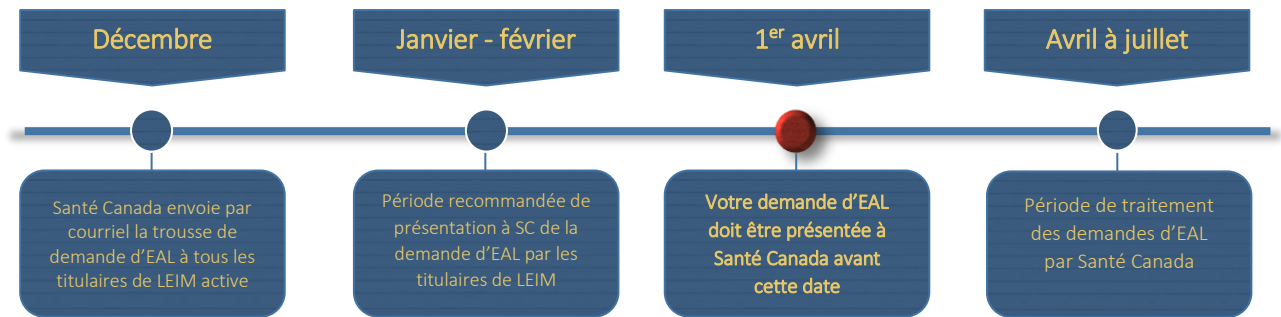 Décembre
Janvier - février
1er avril
Avril à juillet
Santé Canada envoie par
courriel la trousse de
demande d'EAL à tous les
titulaires de LEIM active
Période recommandée de
présentation à SC de la
demande d'EAL par les
titulaires de LEIM
Votre demande d'EAL
doit être présentée à
Santé Canada avant
cette date
Période de traitement
des demandes d'EAL
par Santé Canada